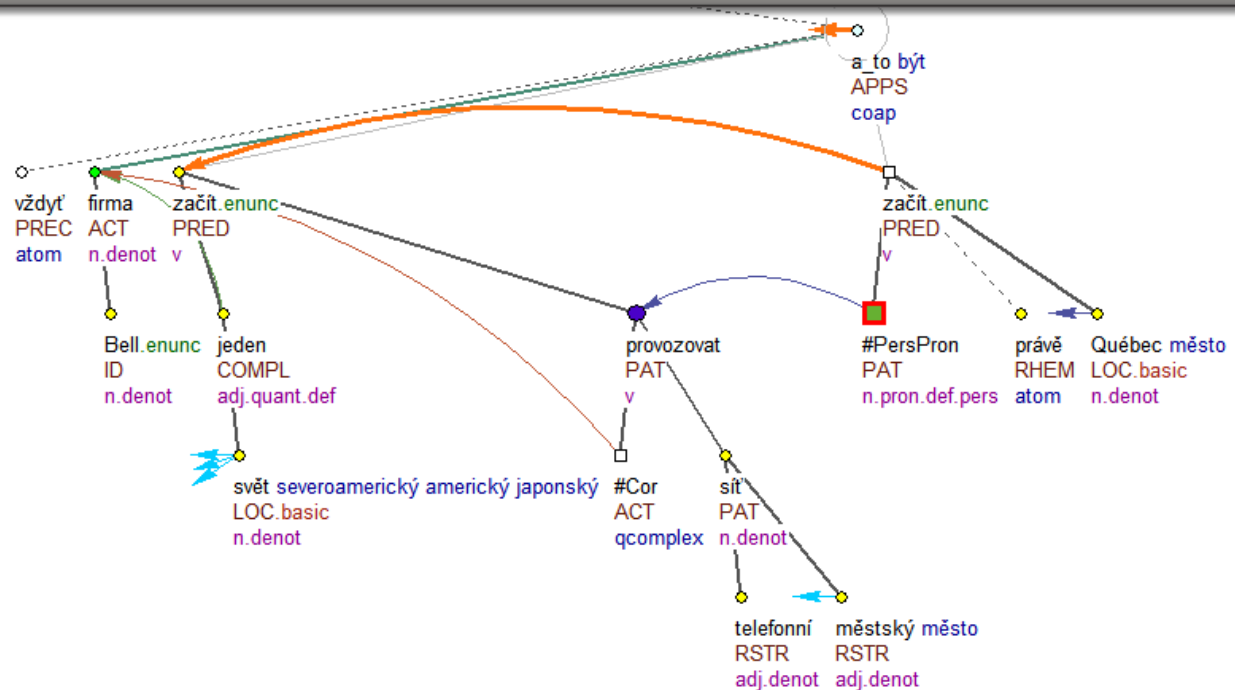 a_to být
APPS
coap
vždyť
PREC
atom
firma
ACT
n.denot
začít.enunc
PRED
v
začít.enunc
PRED
v
Bell.enunc
ID
n.denot
jeden
COMPL
adj.quant.def
provozovat
PAT
v
#PersPron
PAT
n.pron.def.pers
právě
RHEM
atom
Québec město
LOC.basic
n.denot
svět severoamerický americký japonský
LOC.basic
n.denot
#Cor
ACT
qcomplex
síť
PAT
n.denot
telefonní
RSTR
adj.denot
městský město
RSTR
adj.denot